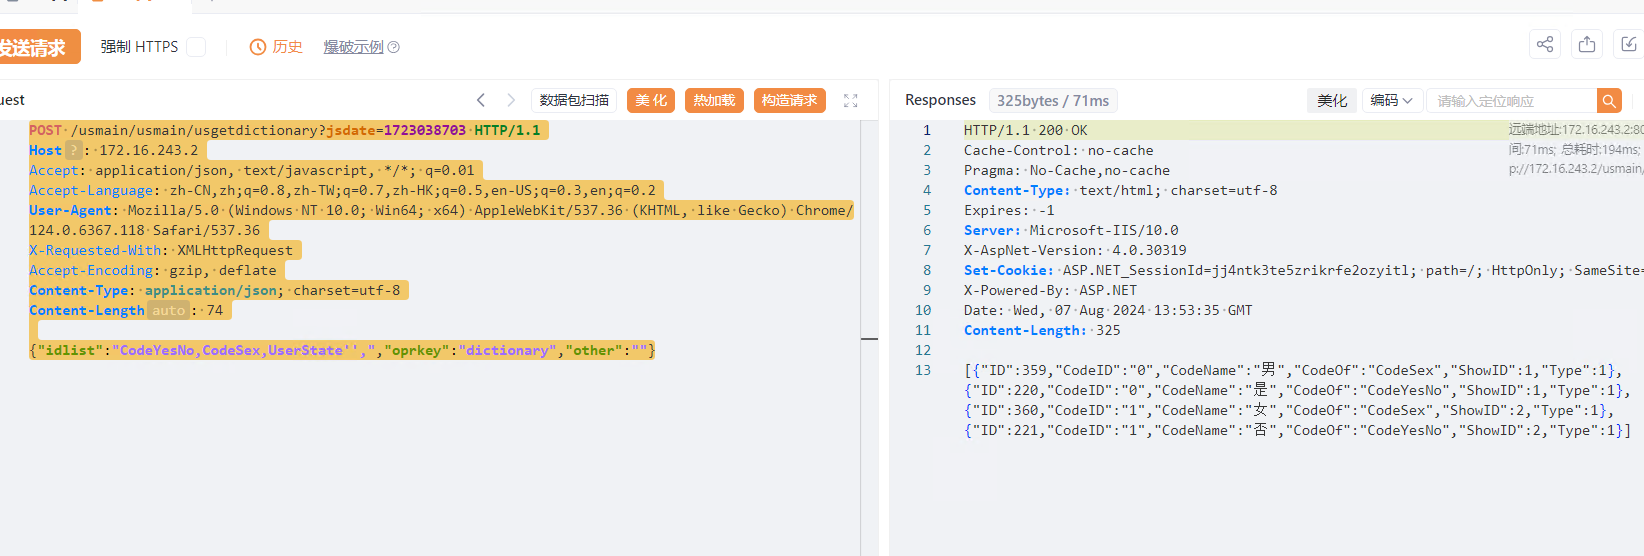 发送请求 强制 HTTPS 历史 爆破示例
uest 数据包扫描 美化 热加载 构造请求
POST /usmain/usmain/usgetdictionary?jsdate=1723038703 HTTP/1.1
Host ? : 172.16.243.2
Accept: application/json, text/javascript, */*; q=0.01
Accept-Language: zh-CN,zh;q=0.8,zh-TW;q=0.7,zh-HK;q=0.5,en-US;q=0.3,en;q=0.2
User-Agent: Mozilla/5.0 (Windows NT 10.0; Win64; x64) AppleWebKit/537.36 (KHTML, like Gecko) Chrome/
124.0.6367.118 Safari/537.36
X-Requested-With: XMLHttpRequest
Accept-Encoding: gzip, deflate
Content-Type: application/json; charset=utf-8
Content-Length auto : 74
{"idlist":"CodeYesNo,CodeSex,UserState'',","oprkey":"dictionary","other":""}
Responses 325bytes / 71ms 美化 编码 请输入定位响应
1 HTTP/1.1 200 OK
远端地址:172.16.243.2:80
2 Cache-Control: no-cache
间:71ms; 总耗时:194ms;
3 Pragma: No-Cache,no-cache
p://172.16.243.2/usmain/
4 Content-Type: text/html; charset=utf-8
5 Expires: -1
6 Server: Microsoft-IIS/10.0
7 X-AspNet-Version: 4.0.30319
8 Set-Cookie: ASP.NET_SessionId=jj4ntk3te5zrikrfe2ozyitl; path=/; HttpOnly; SameSite=
9 X-Powered-By: ASP.NET
10 Date: Wed, 07 Aug 2024 13:53:35 GMT
11 Content-Length: 325
12
13 [{"ID":359,"CodeID":"0","CodeName":"男","CodeOf":"CodeSex","ShowID":1,"Type":1},
{"ID":220,"CodeID":"0","CodeName":"是","CodeOf":"CodeYesNo","ShowID":1,"Type":1},
{"ID":360,"CodeID":"1","CodeName":"女","CodeOf":"CodeSex","ShowID":2,"Type":1},
{"ID":221,"CodeID":"1","CodeName":"否","CodeOf":"CodeYesNo","ShowID":2,"Type":1}]